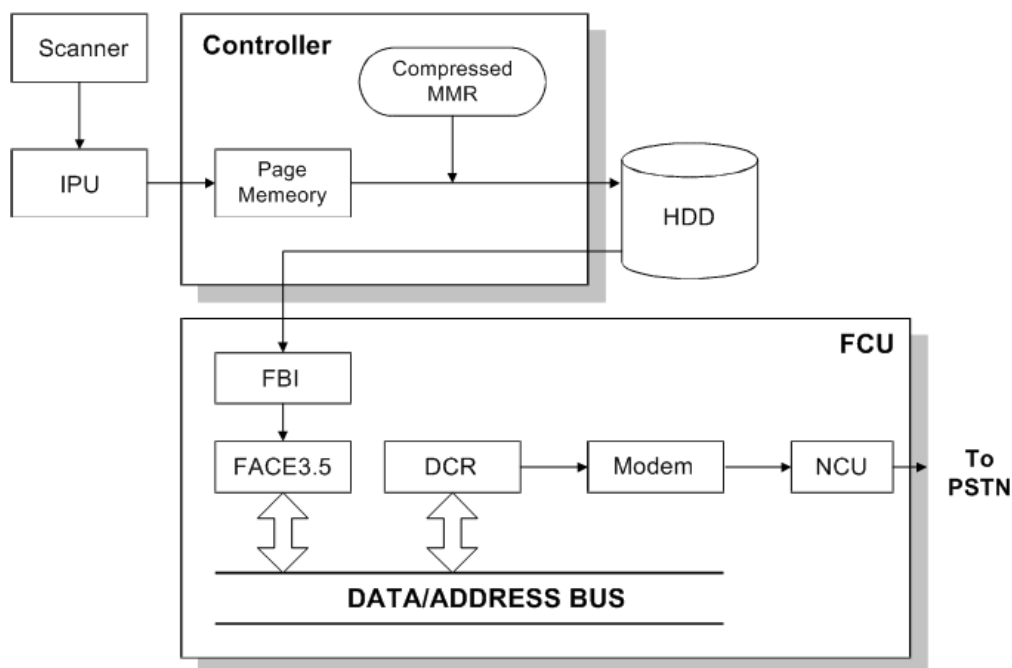 Scanner
Controller
Compressed
MMR
IPU
Page
Memeory
HDD
FCU
FBI
FACE3.5
DCR
Modem
NCU
To
PSTN
DATA/ADDRESS BUS